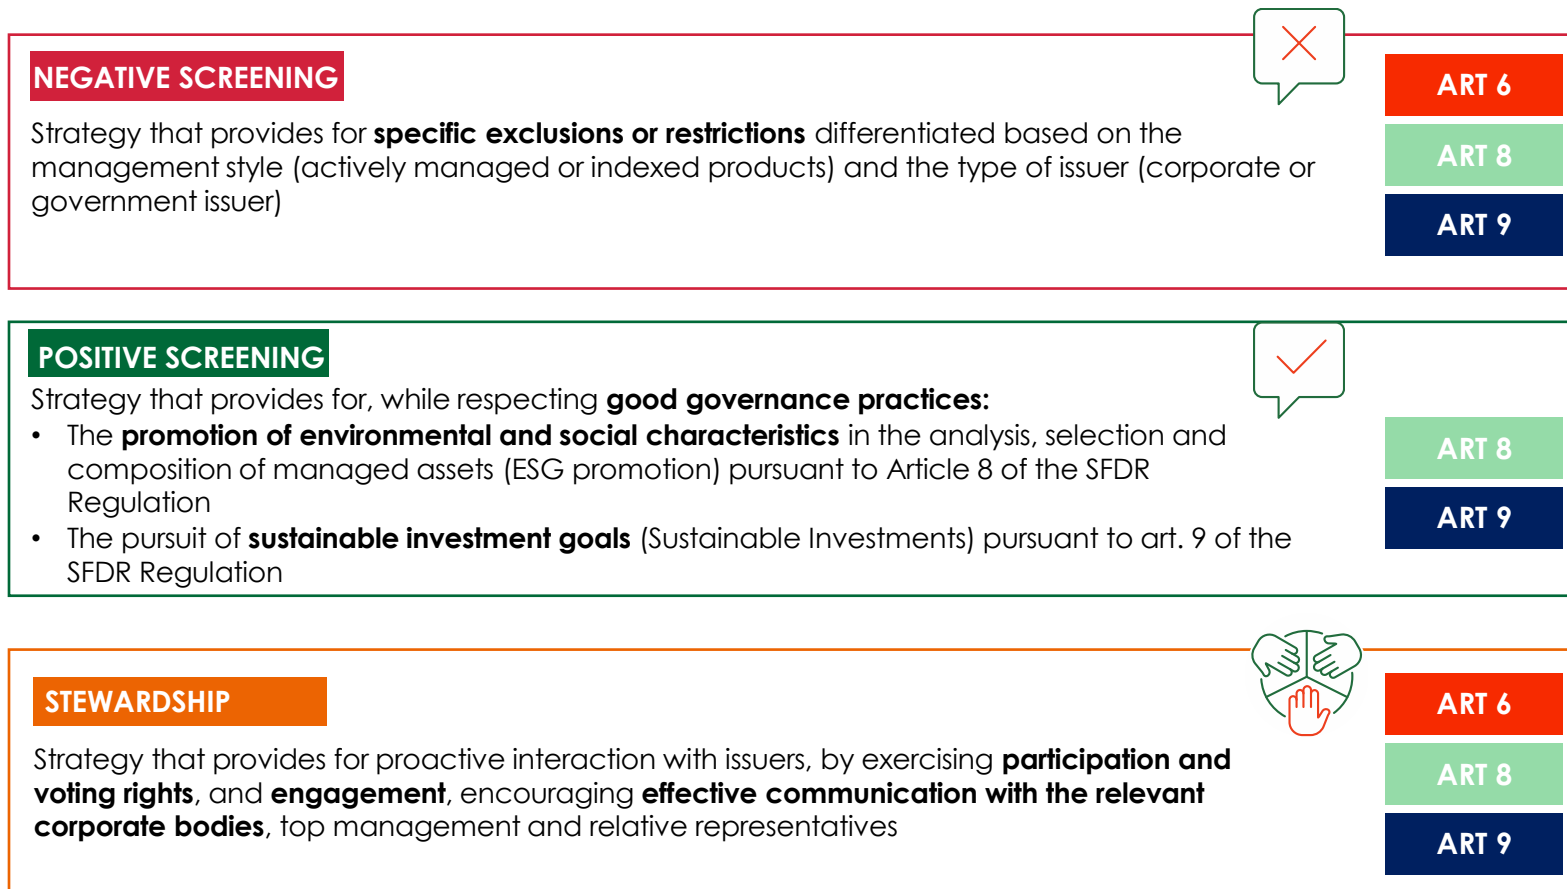 NEGATIVE SCREENING
Strategy that provides for specific exclusions or restrictions differentiated based on the
management style (actively managed or indexed products) and the type of issuer (corporate or
government issuer)
ART 6
ART 8
ART 9
POSITIVE SCREENING
Strategy that provides for, while respecting good governance practices:
• The promotion of environmental and social characteristics in the analysis, selection and
composition of managed assets (ESG promotion) pursuant to Article 8 of the SFDR
Regulation
• The pursuit of sustainable investment goals (Sustainable Investments) pursuant to art. 9 of the
SFDR Regulation
ART 8
ART 9
STEWARDSHIP
Strategy that provides for proactive interaction with issuers, by exercising participation and
voting rights, and engagement, encouraging effective communication with the relevant
corporate bodies, top management and relative representatives
ART 6
ART 8
ART 9